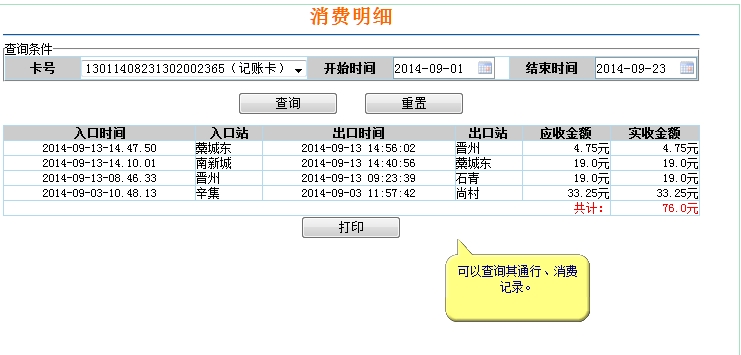 消费明细
查询条件
卡号 13011408231302002365（记账卡） 开始时间 2014-09-01 结束时间 2014-09-23
查询 重置
入口时间 入口站 出口时间 出口站 应收金额 实收金额
2014-09-13-14.47.50 藁城东 2014-09-13 14:56:02 晋州 4.75元 4.75元
2014-09-13-14.10.01 南新城 2014-09-13 14:40:56 藁城东 19.0元 19.0元
2014-09-13-08.46.33 晋州 2014-09-13 09:23:39 石青 19.0元 19.0元
2014-09-03-10.48.13 辛集 2014-09-03 11:57:42 尚村 33.25元 33.25元
共计： 76.0元
打印
可以查询其通行、消费
记录。